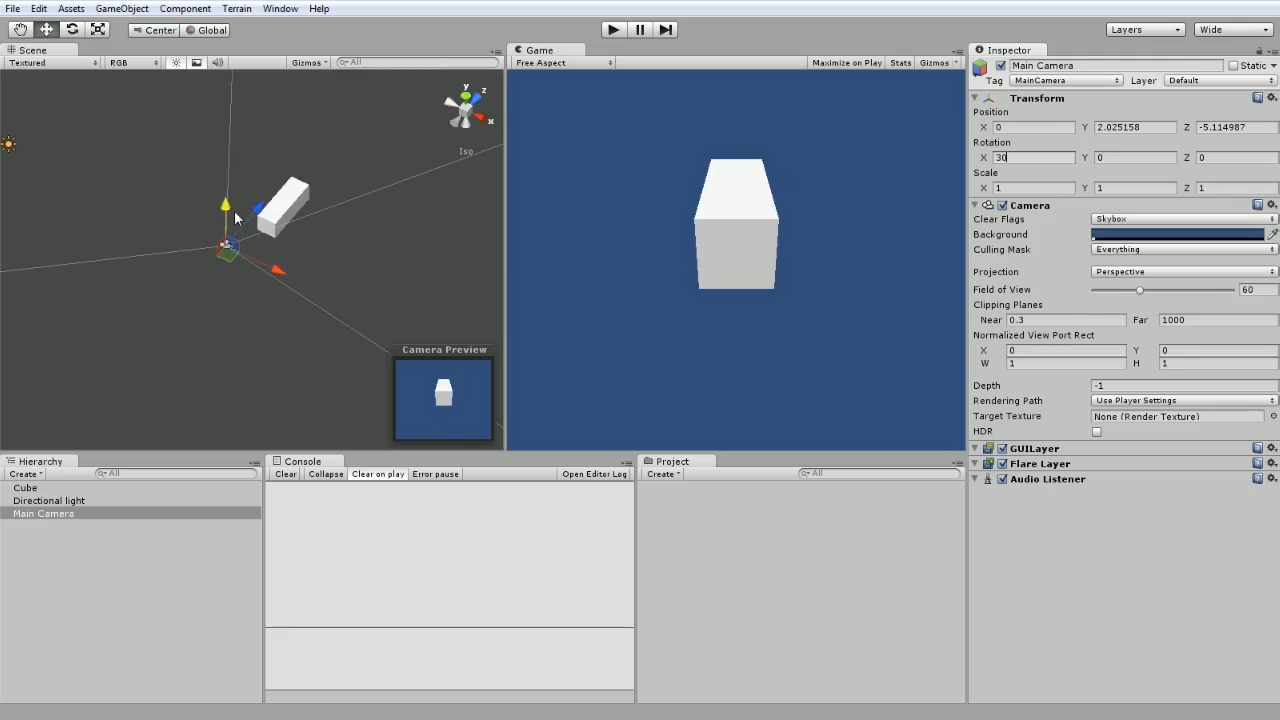 File Edit Assets GameObject Component Terrain Window Help
Center Global Layers Wide
Scene Game Inspector
Textured RGB Gizmos All Free Aspect Maximize on Play Stats Gizmos Main Camera Static
Tag MainCamera Layer Default
Transform
Position
X 0 Y 2.025158 Z -5.114987
Rotation
X 30 Y 0 Z 0
Scale
X 1 Y 1 Z 1
y z x
Iso
Camera
Clear Flags Skybox
Background
Culling Mask Everything
Projection Perspective
Field of View 60
Clipping Planes
Near 0.3 Far 1000
Normalized View Port Rect
X 0 Y 0
W 1 H 1
Depth -1
Rendering Path Use Player Settings
Target Texture None (Render Texture)
HDR
GUILayer
Flare Layer
Audio Listener
Camera Preview
Hierarchy Console Project
Create All Clear Collapse Clear on play Error pause Open Editor Log Create All
Cube
Directional light
Main Camera